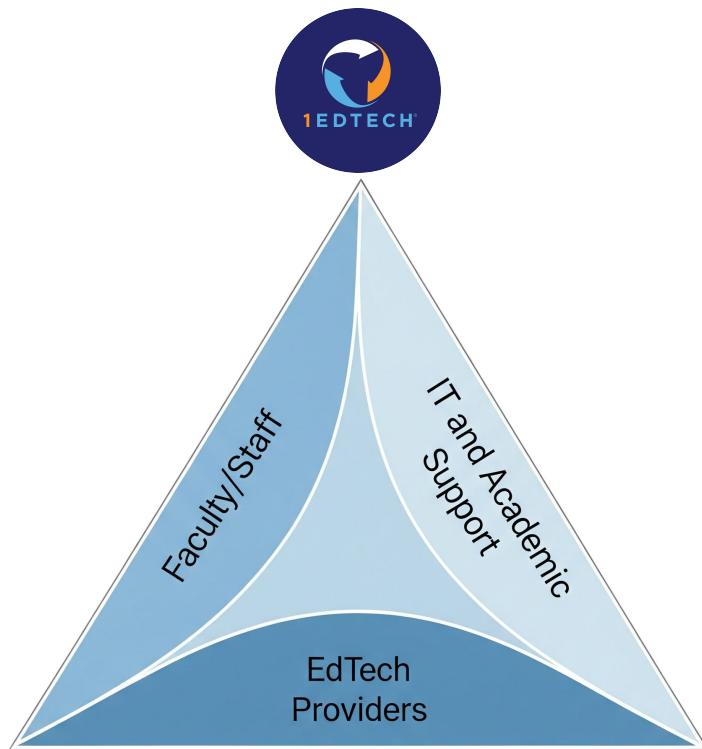 1EDTECH®
Faculty/Staff
IT and Academic
Support
EdTech
Providers